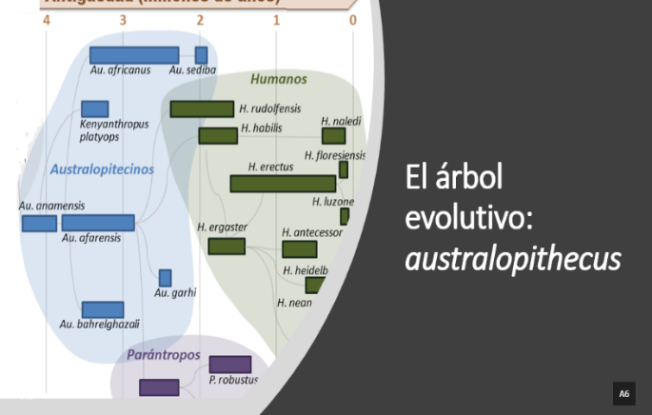 Antigüedad (millones de años)
4 3 2 1 0
Au. africanus
Au. sediba
Humanos
Kenyanthropus
platyops
H. rudolfensis
H. habilis
H. naledi
H. floresiensis
Australopitecinos
H. erectus
Au. anamensis
H. luzone
Au. afarensis
H. ergaster
H. antecessor
H. heidelb
Au. garhi
H. nean
Au. bahrelghazali
Parántropos
P. robustus
El árbol
evolutivo:
australopithecus
A6